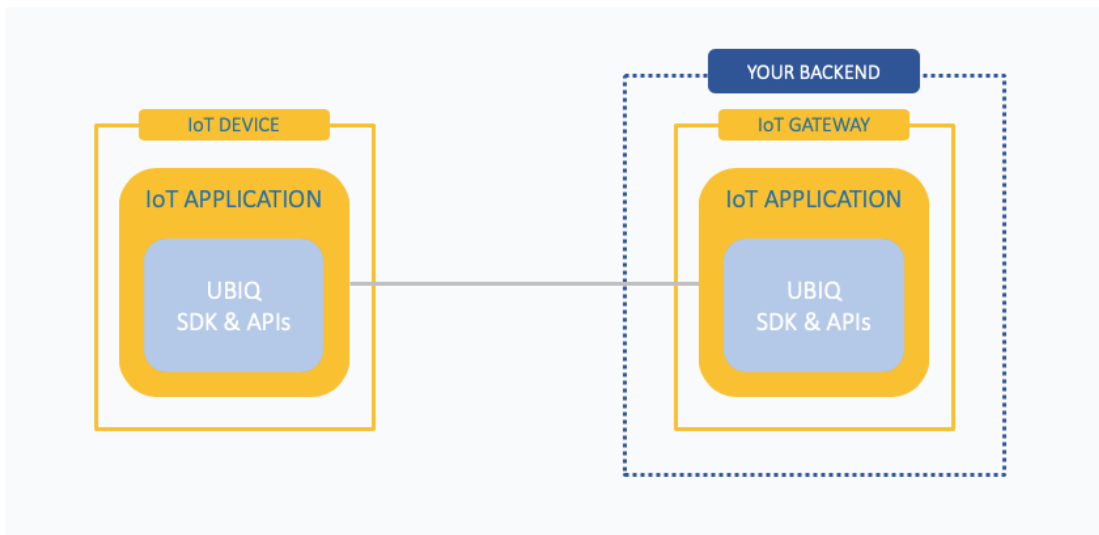 YOUR BACKEND
IoT DEVICE
IoT GATEWAY
IoT APPLICATION
IoT APPLICATION
UBIQ
SDK & APIs
UBIQ
SDK & APIs